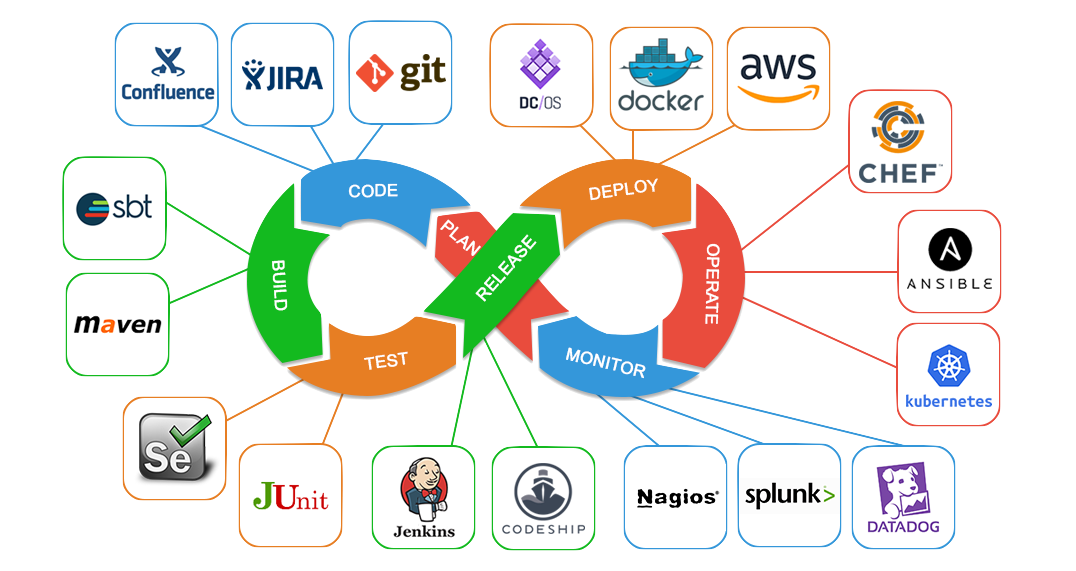 Confluence
JIRA
git
DC/OS
docker
aws
CHEF™
sbt
CODE
PLAN
RELEASE
DEPLOY
OPERATE
BUILD
TEST
MONITOR
ANSIBLE
maven
kubernetes
Se
JUnit
Jenkins
CODESHIP
Nagios®
splunk>
DATADOG